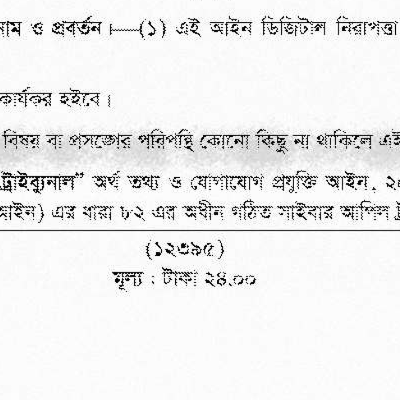 নাম ও প্রবর্তন।—(১) এই আইন ডিজিটাল নিরাপত্তা
কার্যকর হইবে।
বিষয় বা প্রসঙ্গের পরিপন্থি কোনো কিছু না থাকিলে এই
ট্রাইব্যুনাল” অর্থ তথ্য ও যোগাযোগ প্রযুক্তি আইন, ২০
আইন) এর ধারা ৮২ এর অধীন গঠিত সাইবার আপিল ট্র
(১২৩৯৫)
মূল্য : টাকা ২৪.০০